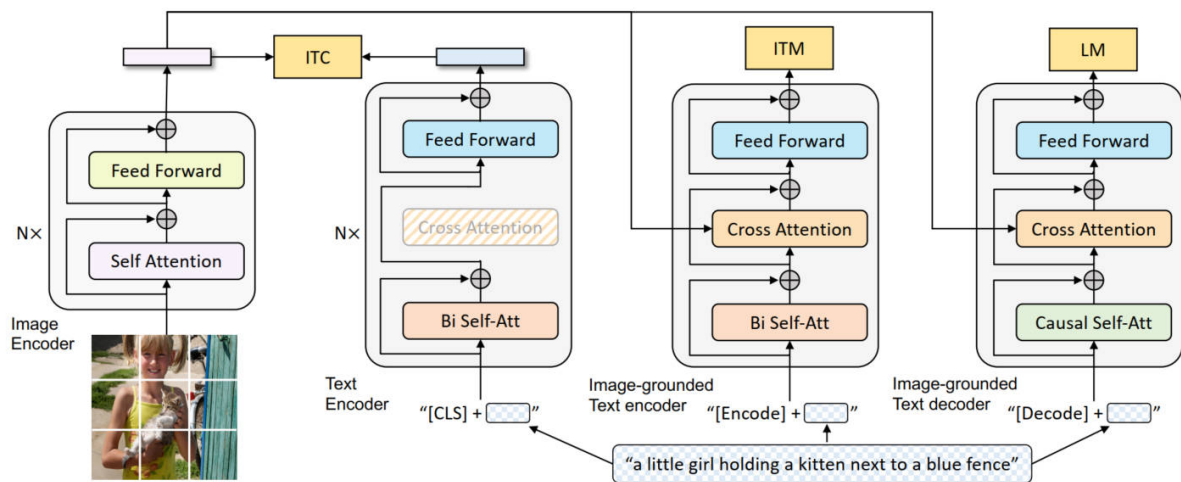 ITC
ITM
LM
Feed Forward
Self Attention
N×
Image
Encoder
Feed Forward
Cross Attention
Bi Self-Att
N×
Text
Encoder
"[CLS] + "
Feed Forward
Cross Attention
Bi Self-Att
Image-grounded
Text encoder
"[Encode] + "
Feed Forward
Cross Attention
Causal Self-Att
Image-grounded
Text decoder
"[Decode] + "
"a little girl holding a kitten next to a blue fence"